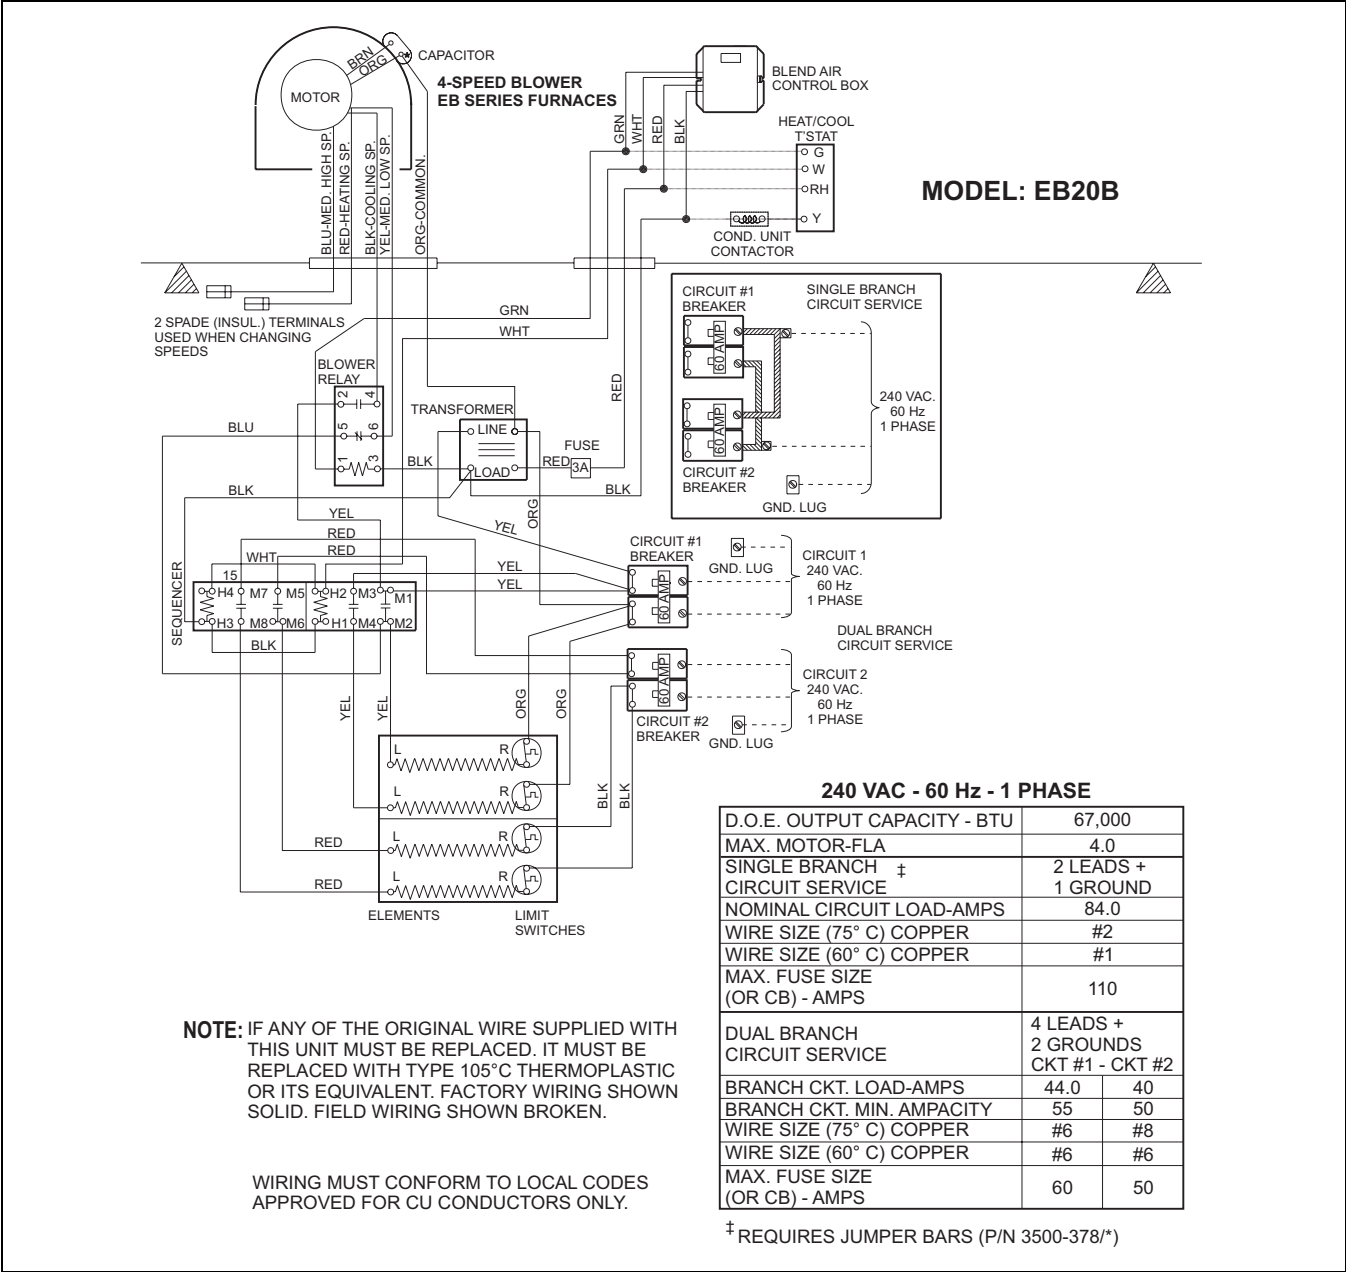 BRN
ORG
CAPACITOR
MOTOR
4-SPEED BLOWER
EB SERIES FURNACES
BLEND AIR
CONTROL BOX
GRN
WHT
RED
BLK
HEAT/COOL
T'STAT
G
W
RH
Y
COND. UNIT
CONTACTOR
MODEL: EB20B
BLU-MED. HIGH SP.
RED-HEATING SP.
BLK-COOLING SP.
YEL-MED. LOW SP.
ORG-COMMON.
2 SPADE (INSUL.) TERMINALS
USED WHEN CHANGING
SPEEDS
GRN
WHT
RED
BLOWER
RELAY
2
4
5
6
1
3
BLU
BLK
TRANSFORMER
LINE
LOAD
RED
FUSE
3A
BLK
BLK
ORG
YEL
CIRCUIT #1
BREAKER
60 AMP
60 AMP
CIRCUIT #2
BREAKER
SINGLE BRANCH
CIRCUIT SERVICE
240 VAC.
60 Hz
1 PHASE
GND. LUG
YEL
RED
RED
WHT
15
YEL
YEL
SEQUENCER
H4
M7
M5
H2
M3
M1
H3
M8
M6
H1
M4
M2
BLK
CIRCUIT #1
BREAKER
60 AMP
GND. LUG
CIRCUIT 1
240 VAC.
60 Hz
1 PHASE
DUAL BRANCH
CIRCUIT SERVICE
60 AMP
CIRCUIT #2
BREAKER
GND. LUG
CIRCUIT 2
240 VAC.
60 Hz
1 PHASE
YEL
YEL
ORG
ORG
BLK
BLK
L
R
L
R
L
R
L
R
RED
RED
ELEMENTS
LIMIT
SWITCHES
240 VAC - 60 Hz - 1 PHASE
D.O.E. OUTPUT CAPACITY - BTU 67,000
MAX. MOTOR-FLA 4.0
SINGLE BRANCH ‡ 2 LEADS +
CIRCUIT SERVICE 1 GROUND
NOMINAL CIRCUIT LOAD-AMPS 84.0
WIRE SIZE (75° C) COPPER #2
WIRE SIZE (60° C) COPPER #1
MAX. FUSE SIZE
(OR CB) - AMPS 110
DUAL BRANCH
CIRCUIT SERVICE
4 LEADS +
2 GROUNDS
CKT #1 - CKT #2
BRANCH CKT. LOAD-AMPS 44.0 40
BRANCH CKT. MIN. AMPACITY 55 50
WIRE SIZE (75° C) COPPER #6 #8
WIRE SIZE (60° C) COPPER #6 #6
MAX. FUSE SIZE
(OR CB) - AMPS 60 50
‡ REQUIRES JUMPER BARS (P/N 3500-378/*)
NOTE: IF ANY OF THE ORIGINAL WIRE SUPPLIED WITH
THIS UNIT MUST BE REPLACED. IT MUST BE
REPLACED WITH TYPE 105°C THERMOPLASTIC
OR ITS EQUIVALENT. FACTORY WIRING SHOWN
SOLID. FIELD WIRING SHOWN BROKEN.
WIRING MUST CONFORM TO LOCAL CODES
APPROVED FOR CU CONDUCTORS ONLY.